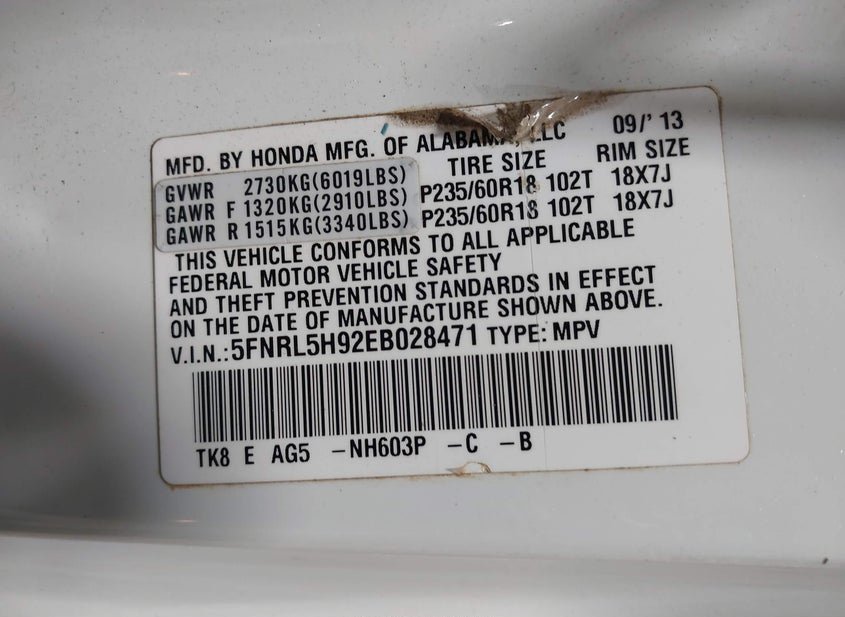 MFD. BY HONDA MFG. OF ALABAMA, LLC 09/' 13
TIRE SIZE RIM SIZE
GVWR 2730KG(6019LBS)
GAWR F 1320KG(2910LBS) P235/60R18 102T 18X7J
GAWR R 1515KG(3340LBS) P235/60R18 102T 18X7J
THIS VEHICLE CONFORMS TO ALL APPLICABLE
FEDERAL MOTOR VEHICLE SAFETY
AND THEFT PREVENTION STANDARDS IN EFFECT
ON THE DATE OF MANUFACTURE SHOWN ABOVE.
V.I.N.:5FNRL5H92EB028471 TYPE: MPV
TK8 E AG5 -NH603P -C -B